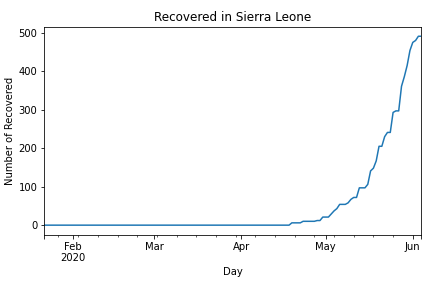 Recovered in Sierra Leone
Number of Recovered
500
400
300
200
100
0
Feb
2020
Mar
Apr
May
Jun
Day